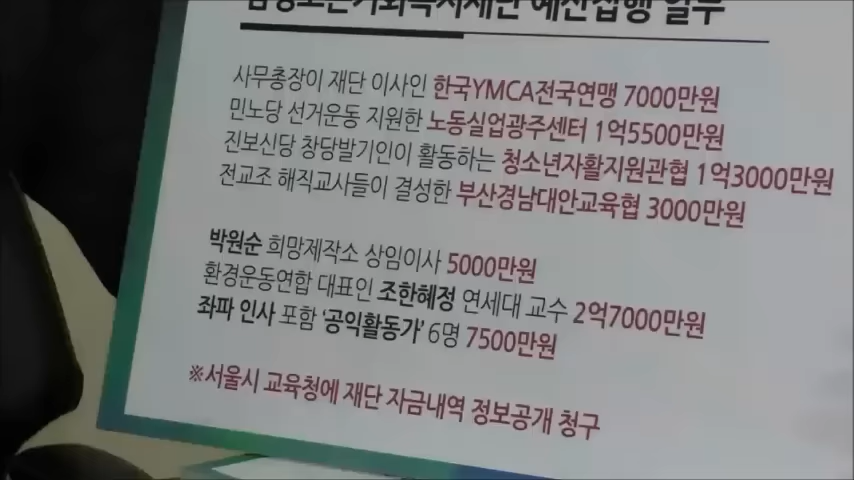 예산집행 일부
사무총장이 재단 이사인 한국YMCA전국연맹 7000만원
민노당 선거운동 지원한 노동실업광주센터 1억5500만원
진보신당 창당발기인이 활동하는 청소년자활지원관협 1억3000만원
전교조 해직교사들이 결성한 부산경남대안교육협 3000만원
박원순 희망제작소 상임이사 5000만원
환경운동연합 대표인 조한혜정 연세대 교수 2억7000만원
좌파 인사 포함 '공익활동가' 6명 7500만원
※서울시 교육청에 재단 자금내역 정보공개 청구